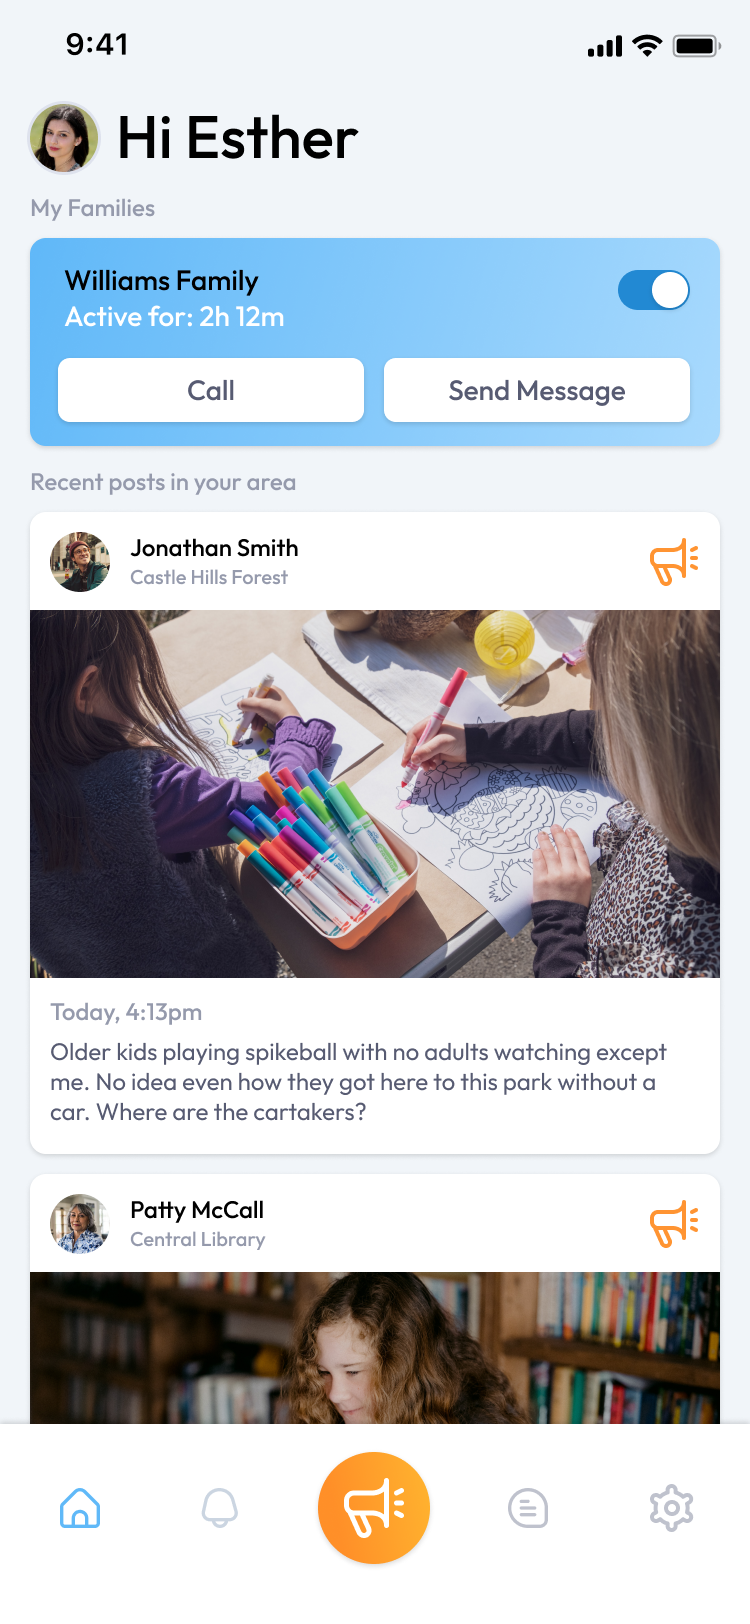 9:41
Hi Esther
My Families
Williams Family
Active for: 2h 12m
Call
Send Message
Recent posts in your area
Jonathan Smith
Castle Hills Forest
Today, 4:13pm
Older kids playing spikeball with no adults watching except
me. No idea even how they got here to this park without a
car. Where are the cartakers?
Patty McCall
Central Library